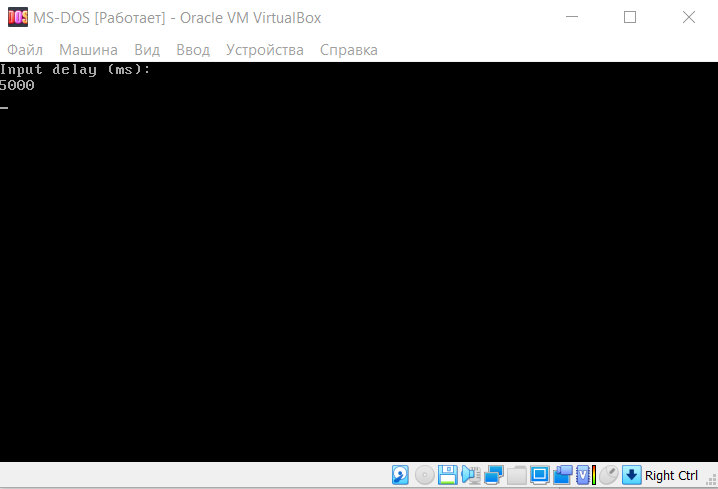 MS-DOS [Работает] - Oracle VM VirtualBox
Файл Машина Вид Ввод Устройства Справка
Input delay (ms):
5000
Right Ctrl